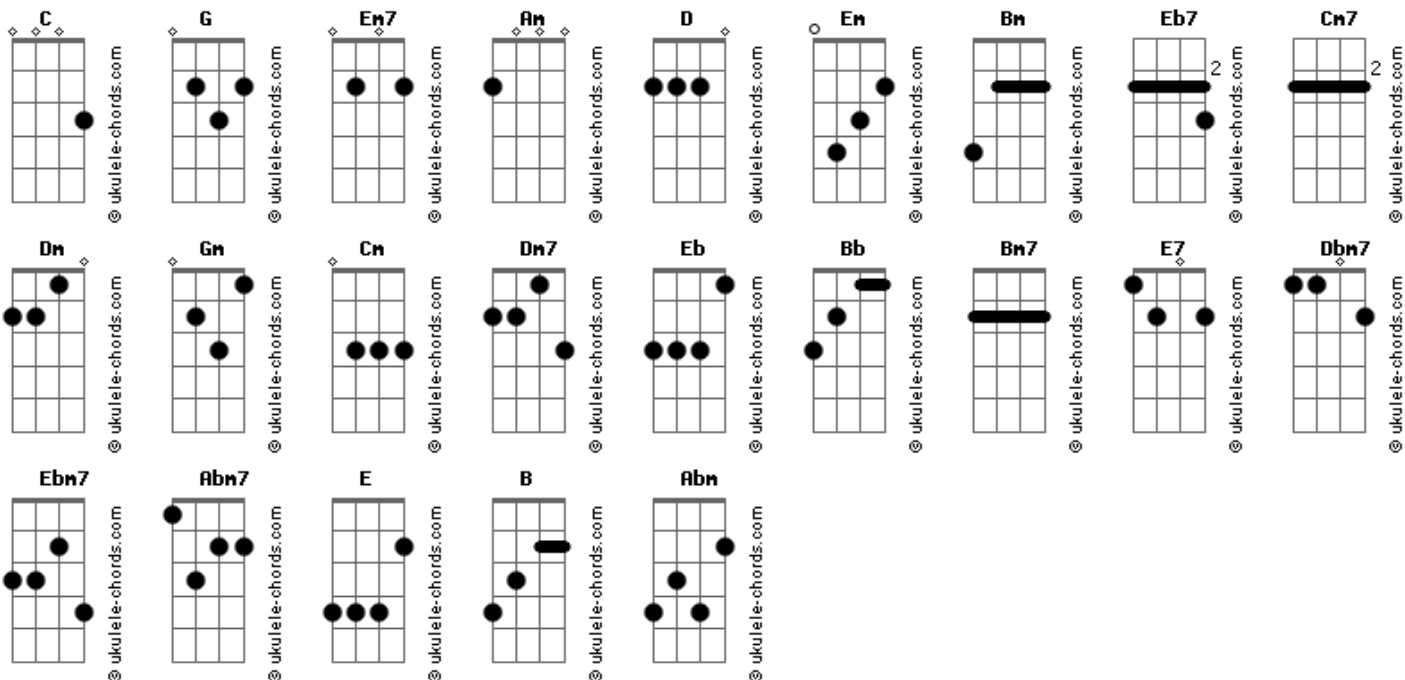 C G Em7 Am D Em Bm Eb7 Cm7
2 2
© ukulele-chords.com © ukulele-chords.com © ukulele-chords.com © ukulele-chords.com © ukulele-chords.com © ukulele-chords.com © ukulele-chords.com © ukulele-chords.com © ukulele-chords.com
Dm Gm Cm Dm7 Eb Bb Bm7 E7 Dbm7
© ukulele-chords.com © ukulele-chords.com © ukulele-chords.com © ukulele-chords.com © ukulele-chords.com © ukulele-chords.com © ukulele-chords.com © ukulele-chords.com © ukulele-chords.com
Ebm7 Abm7 E B Abm
© ukulele-chords.com © ukulele-chords.com © ukulele-chords.com © ukulele-chords.com © ukulele-chords.com